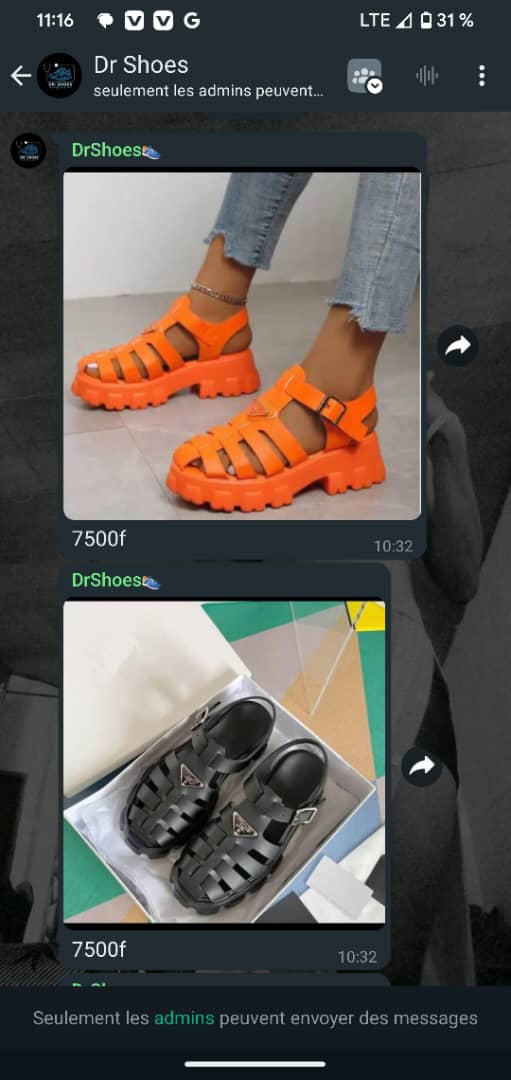 11:16
LTE
31 %
Dr Shoes
seulement les admins peuvent...
DrShoes
7500f
10:32
DrShoes
7500f
10:32
Seulement les admins peuvent envoyer des messages